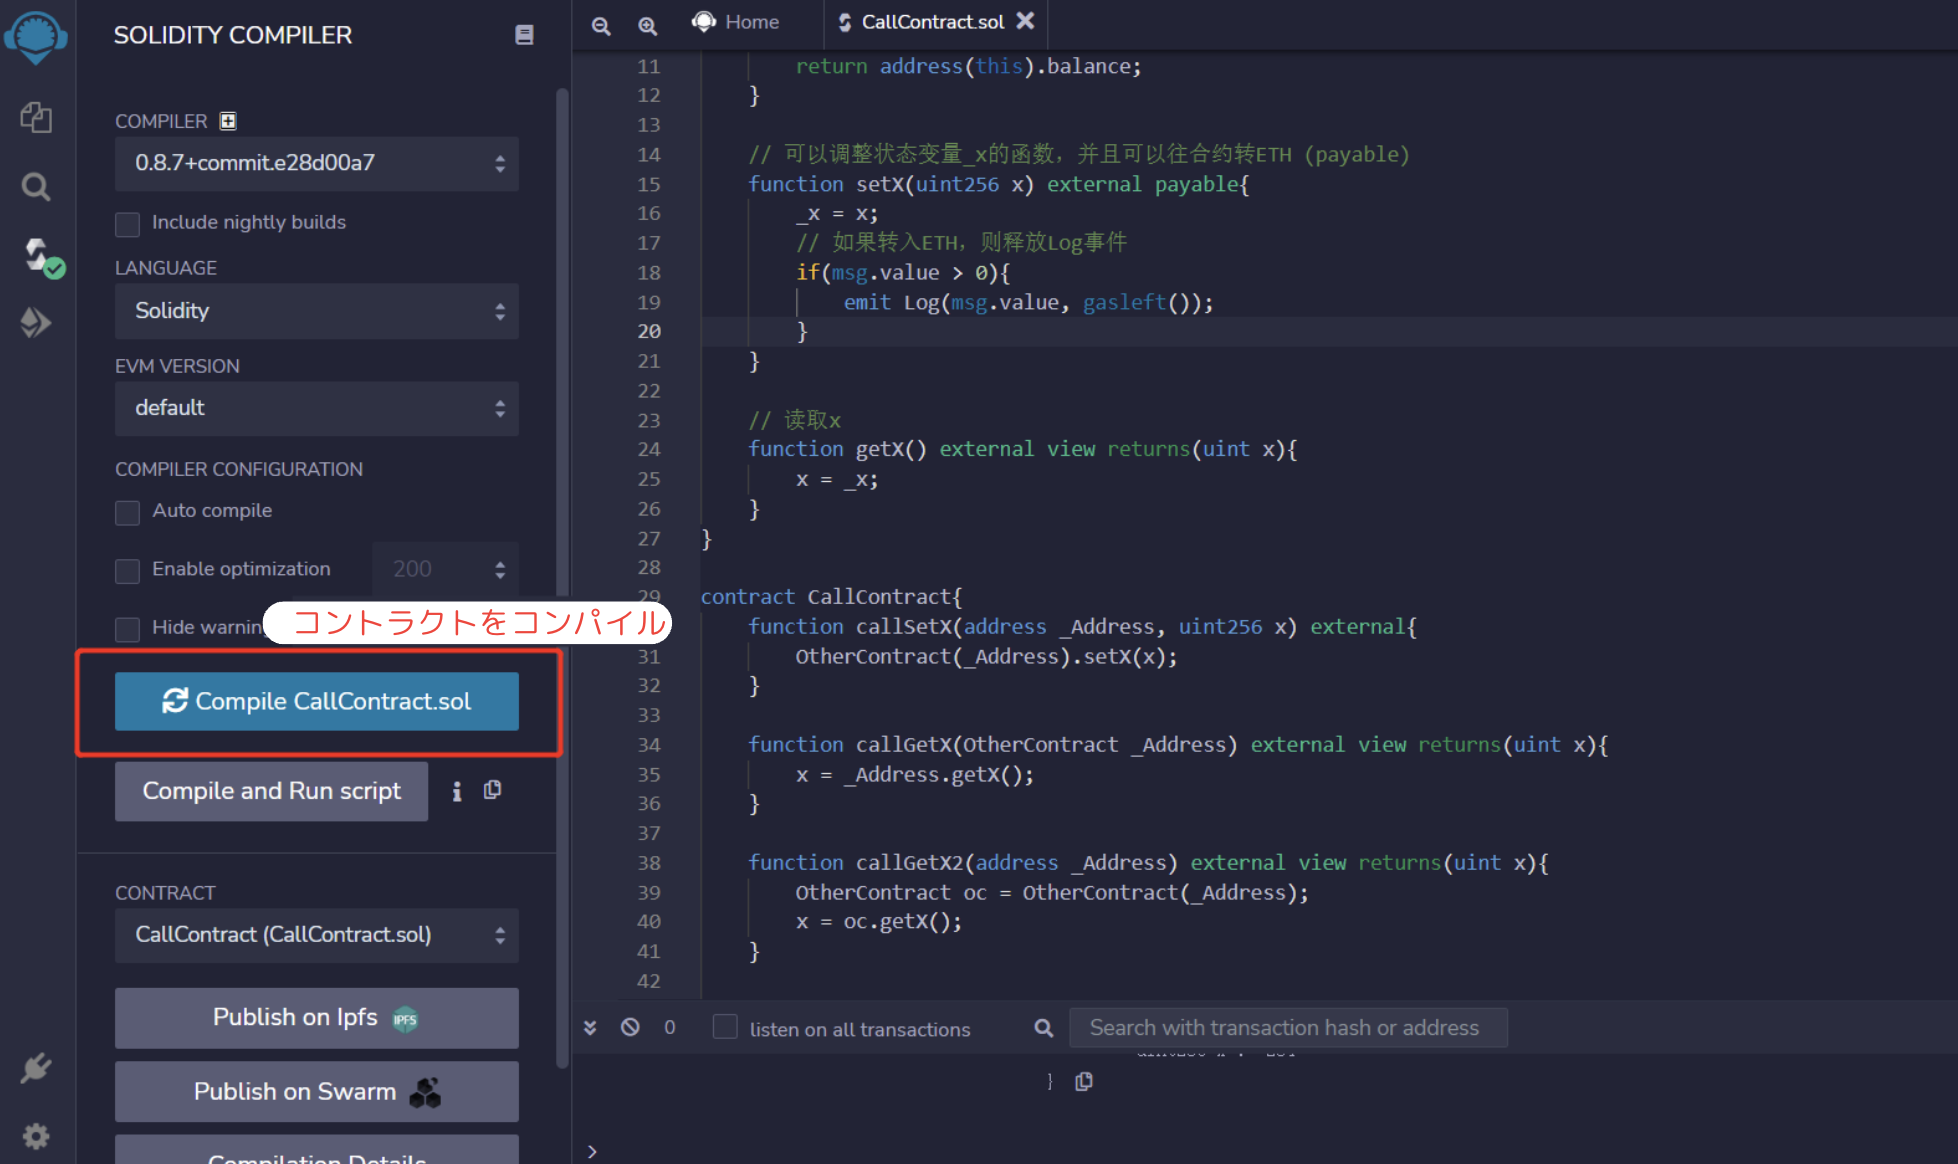 SOLIDITY COMPILER
COMPILER
0.8.7+commit.e28d00a7
Include nightly builds
LANGUAGE
Solidity
EVM VERSION
default
COMPILER CONFIGURATION
Auto compile
Enable optimization 200
Hide warning
コントラクトをコンパイル
Compile CallContract.sol
Compile and Run script
CONTRACT
CallContract (CallContract.sol)
Publish on Ipfs IPFS
Publish on Swarm
Compilation Details
Home CallContract.sol
11 return address(this).balance;
12 }
13
14 // 可以调整状态变量_x的函数，并且可以往合约转ETH (payable)
15 function setX(uint256 x) external payable{
16 _x = x;
17 // 如果转入ETH，则释放Log事件
18 if(msg.value > 0){
19 emit Log(msg.value, gasleft());
20 }
21 }
22
23 // 读取x
24 function getX() external view returns(uint x){
25 x = _x;
26 }
27 }
28
29 contract CallContract{
function callSetX(address _Address, uint256 x) external{
31 OtherContract(_Address).setX(x);
32 }
33
34 function callGetX(OtherContract _Address) external view returns(uint x){
35 x = _Address.getX();
36 }
37
38 function callGetX2(address _Address) external view returns(uint x){
39 OtherContract oc = OtherContract(_Address);
40 x = oc.getX();
41 }
42
0 listen on all transactions Search with transaction hash or address
}
>